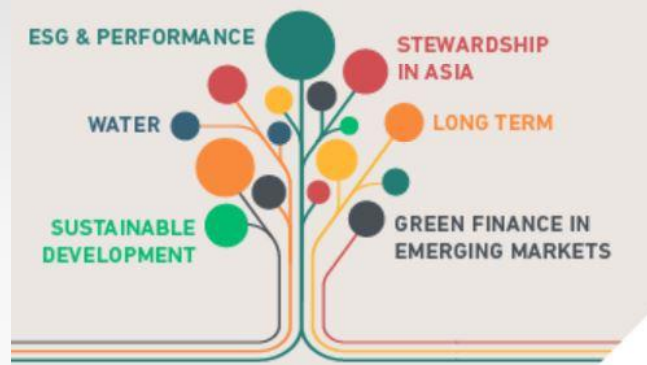 ESG & PERFORMANCE
STEWARDSHIP
IN ASIA
WATER
LONG TERM
SUSTAINABLE
DEVELOPMENT
GREEN FINANCE IN
EMERGING MARKETS